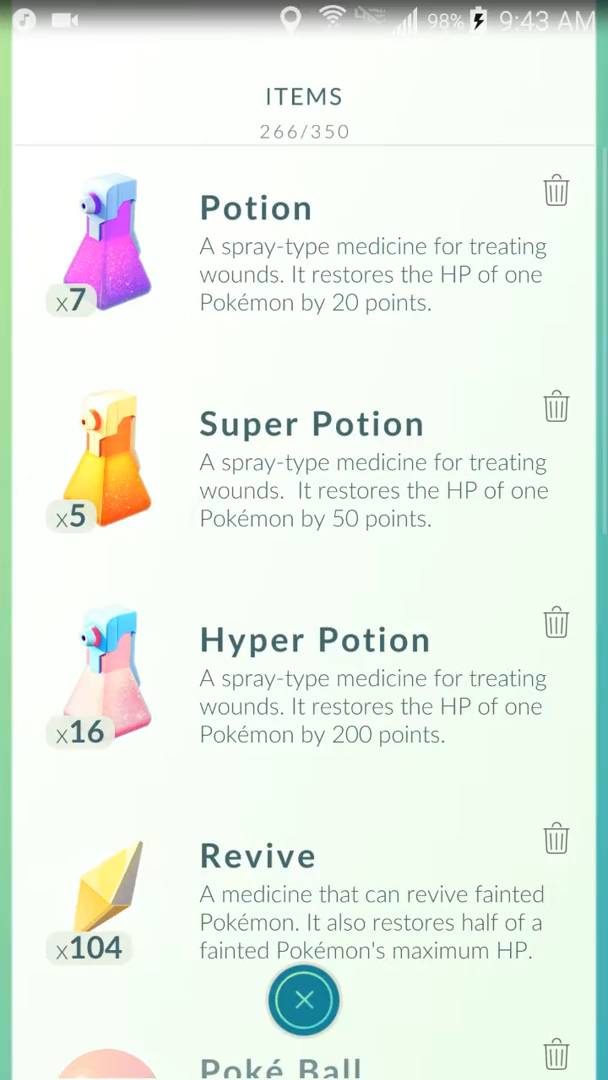 98% 9:43 AM
ITEMS
266/350
Potion
A spray-type medicine for treating
wounds. It restores the HP of one
Pokémon by 20 points.
x7
Super Potion
A spray-type medicine for treating
wounds.  It restores the HP of one
Pokémon by 50 points.
x5
Hyper Potion
A spray-type medicine for treating
wounds. It restores the HP of one
Pokémon by 200 points.
x16
Revive
A medicine that can revive fainted
Pokémon. It also restores half of a
fainted Pokémon's maximum HP.
x104
Poké Ball